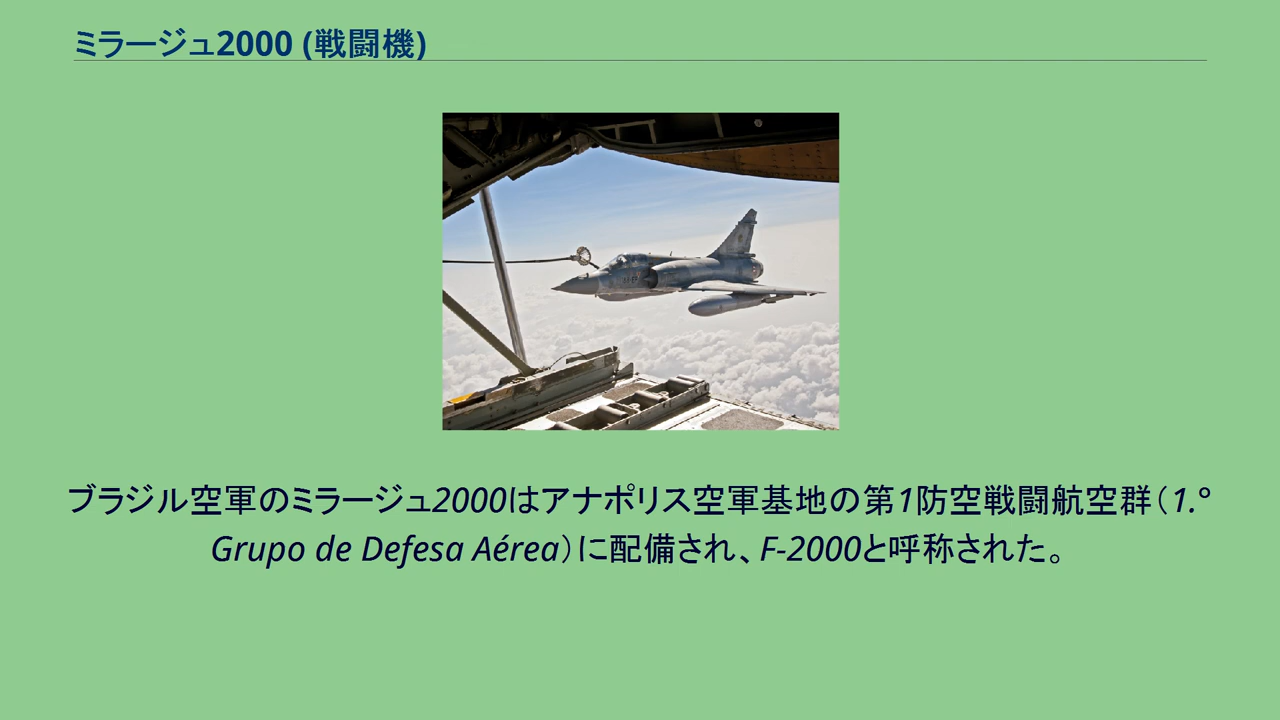 ミラージュ2000 (戦闘機)
ブラジル空軍のミラージュ2000はアナポリス空軍基地の第1防空戦闘航空群（1.°
Grupo de Defesa Aérea）に配備され、F-2000と呼称された。